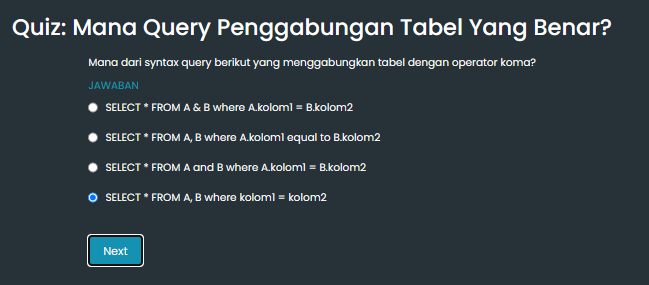 Quiz: Mana Query Penggabungan Tabel Yang Benar?
Mana dari syntax query berikut yang menggabungkan tabel dengan operator koma?
JAWABAN
SELECT * FROM A & B where A.kolom1 = B.kolom2
SELECT * FROM A, B where A.kolom1 equal to B.kolom2
SELECT * FROM A and B where A.kolom1 = B.kolom2
SELECT * FROM A, B where kolom1 = kolom2
Next